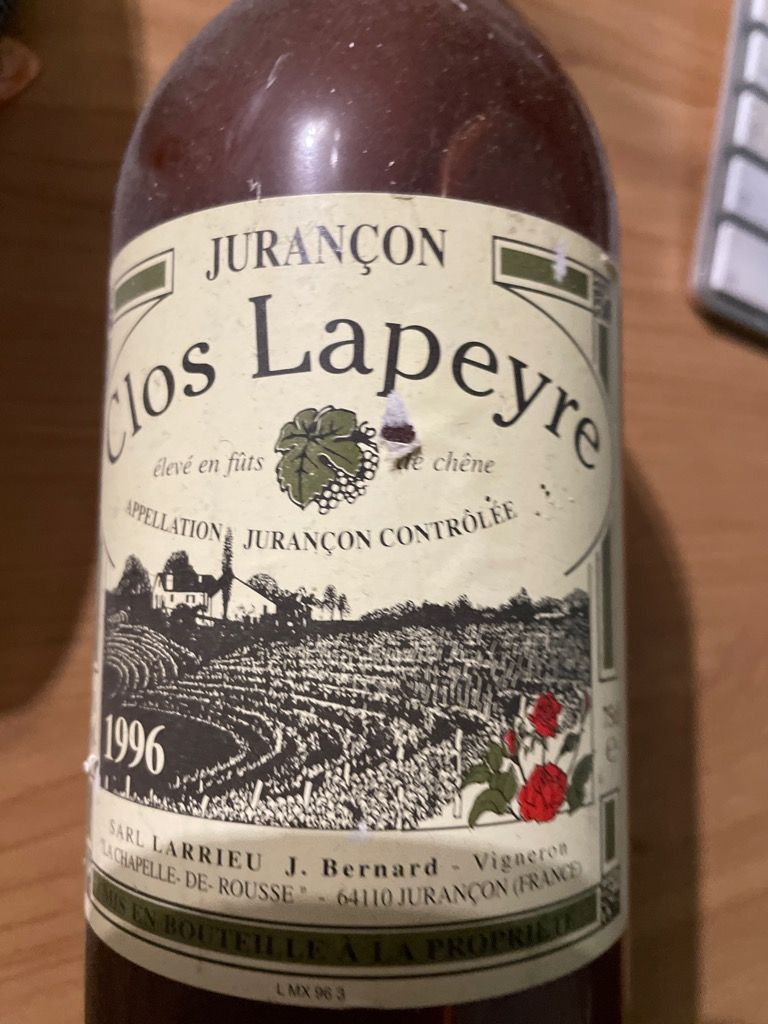 JURANÇON
Clos Lapeyre
élevé en fûts de chêne
APPELLATION JURANÇON CONTRÔLÉE
1996
SARL LARRIEU J. Bernard - Vigneron
"LA CHAPELLE-DE-ROUSSE" - 64110 JURANÇON (FRANCE)
MIS EN BOUTEILLE À LA PROPRIÉTÉ
L MX 96 3